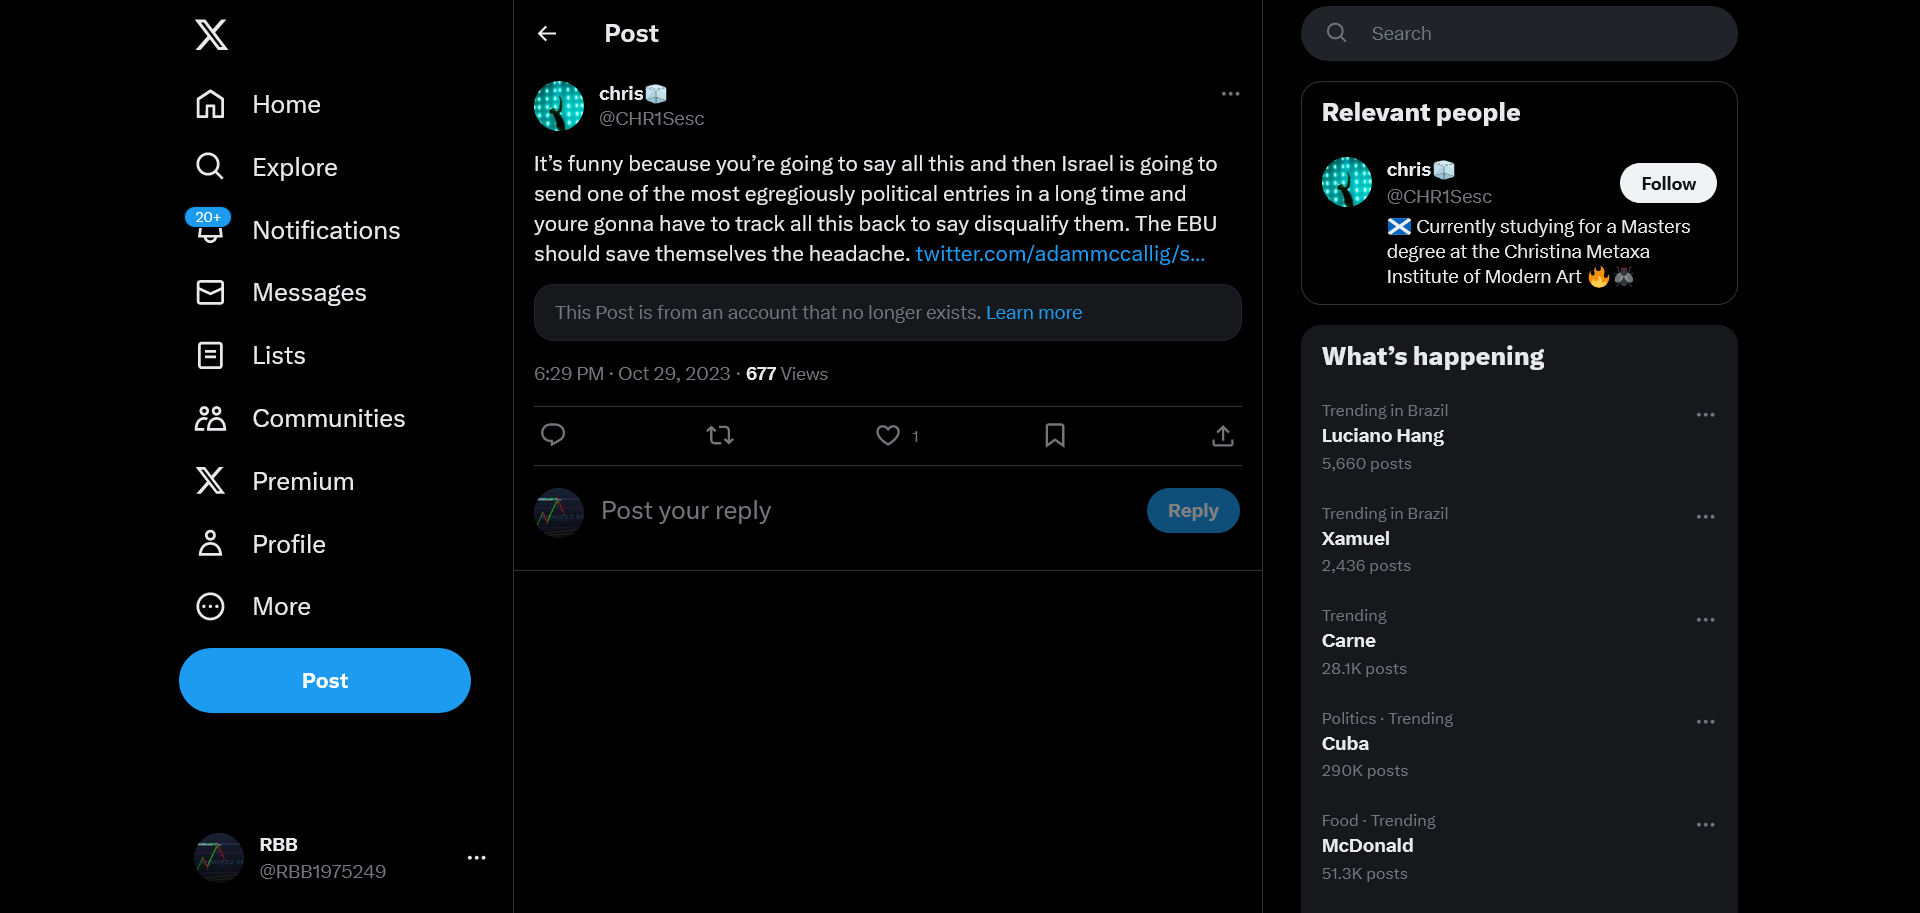 Home
Explore
20+
Notifications
Messages
Lists
Communities
Premium
Profile
More
Post
RBB
@RBB1975249
Post
chris
@CHR1Sesc
It’s funny because you’re going to say all this and then Israel is going to
send one of the most egregiously political entries in a long time and
youre gonna have to track all this back to say disqualify them. The EBU
should save themselves the headache. twitter.com/adammccallig/s...
This Post is from an account that no longer exists. Learn more
6:29 PM · Oct 29, 2023 · 677 Views
1
Post your reply
Reply
Search
Relevant people
chris
@CHR1Sesc
Follow
Currently studying for a Masters
degree at the Christina Metaxa
Institute of Modern Art
What’s happening
Trending in Brazil
Luciano Hang
5,660 posts
Trending in Brazil
Xamuel
2,436 posts
Trending
Carne
28.1K posts
Politics · Trending
Cuba
290K posts
Food · Trending
McDonald
51.3K posts